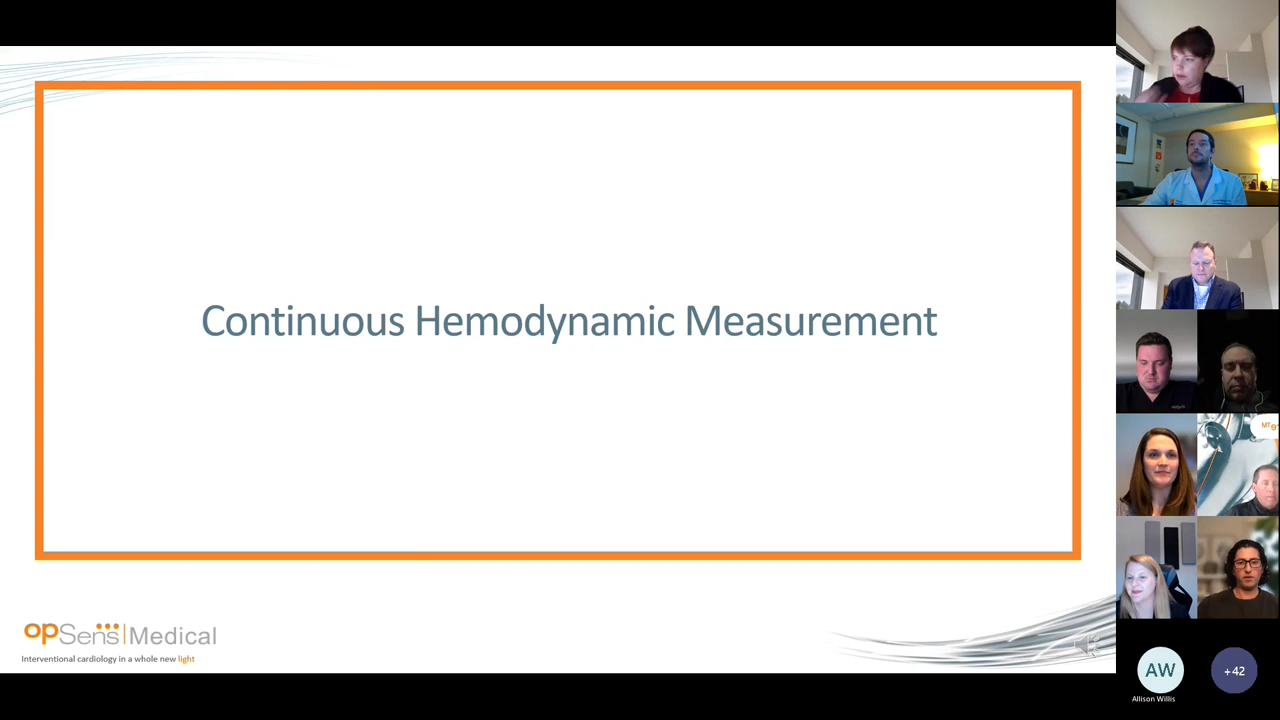 Continuous Hemodynamic Measurement
opSens|Medical
Interventional cardiology in a whole new light
AW
+42
Allison Willis